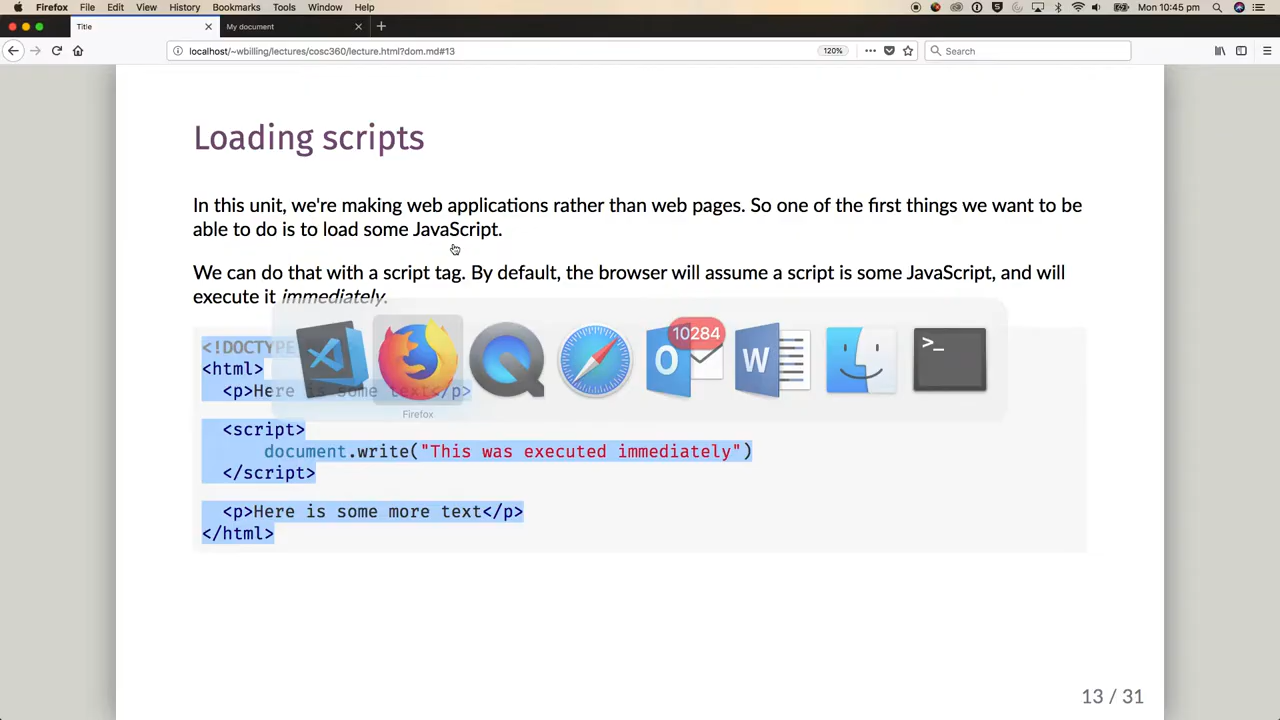 Firefox File Edit View History Bookmarks Tools Window Help Mon 10:45 pm
Title My document
localhost/~wbilling/lectures/cosc360/lecture.html?dom.md#13 120% Search
Loading scripts
In this unit, we're making web applications rather than web pages. So one of the first things we want to be
able to do is to load some JavaScript.
We can do that with a script tag. By default, the browser will assume a script is some JavaScript, and will
execute it immediately.
10284
<!DOCTYPE
<html>
<p>Here is some text</p>
Firefox
<script>
document.write("This was executed immediately")
</script>
<p>Here is some more text</p>
</html>
13 / 31